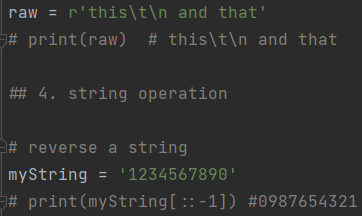 raw = r'this\t\n and that'
# print(raw)  # this\t\n and that
## 4. string operation
# reverse a string
myString = '1234567890'
# print(myString[::-1]) #0987654321